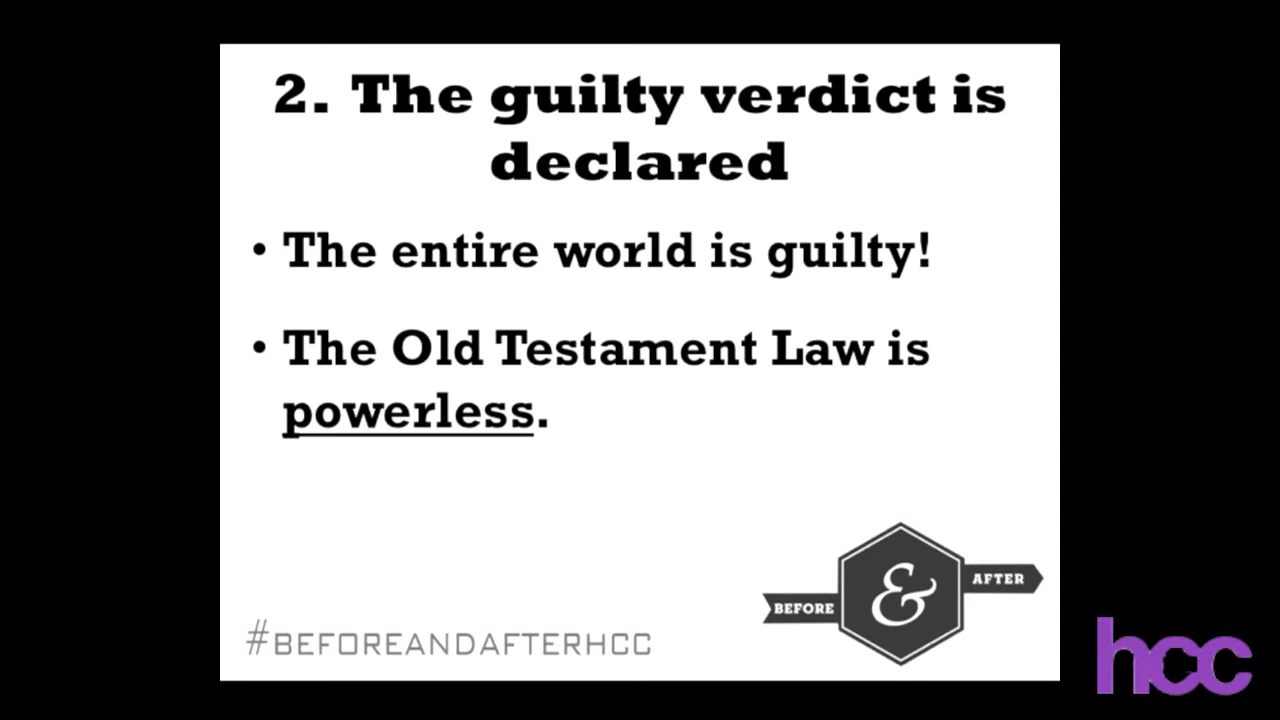 2. The guilty verdict is
declared
• The entire world is guilty!
• The Old Testament Law is
powerless.
BEFORE
&
AFTER
#BEFOREANDAFTERHCC
hcc